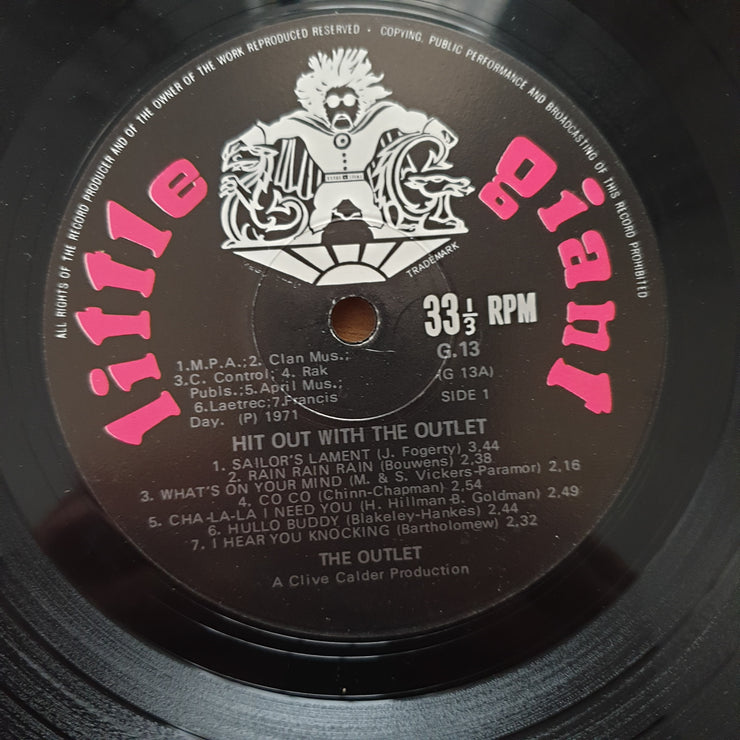 ALL RIGHTS OF THE RECORD PRODUCER AND OF THE OWNER OF THE WORK REPRODUCED RESERVED • COPYING, PUBLIC PERFORMANCE AND BROADCASTING OF THIS RECORD PROHIBITED
little giant
TRADEMARK
33 1/3 RPM
1.M.P.A.;2. Clan Mus.;
3.C. Control; 4. Rak
Publs.;5.April Mus.;
6.Laetrec;7.Francis
Day. (P) 1971
G.13
(G 13A)
SIDE 1
HIT OUT WITH THE OUTLET
1. SAILOR'S LAMENT (J. Fogerty) 3,44
2. RAIN RAIN RAIN (Bouwens) 2,38
3. WHAT'S ON YOUR MIND (M. & S. Vickers-Paramor) 2,16
4. CO CO (Chinn-Chapman) 2,54
5. CHA-LA-LA I NEED YOU (H. Hillman-B. Goldman) 2,49
6. HULLO BUDDY (Blakeley-Hankes) 2,44
7. I HEAR YOU KNOCKING (Bartholomew) 2,32
THE OUTLET
A Clive Calder Production